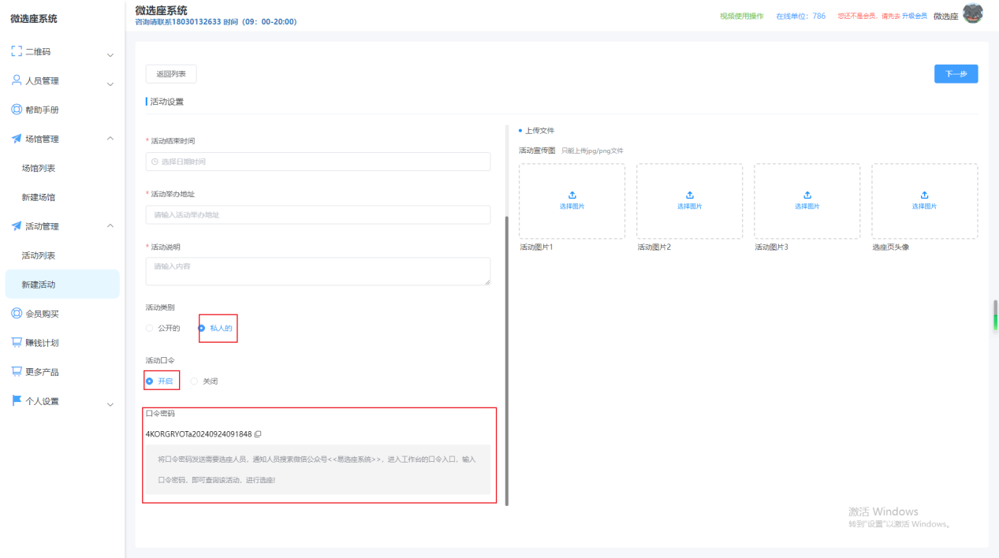 微选座系统
二维码
人员管理
帮助手册
场馆管理
场馆列表
新建场馆
活动管理
活动列表
新建活动
会员购买
赚钱计划
更多产品
个人设置
微选座系统
咨询请联系18030132633 时间（09：00-20:00）
视频使用操作 在线单位：786 您还不是会员，请先去 升级会员 微选座
返回列表
下一步
活动设置
* 活动结束时间
选择日期时间
* 活动举办地址
请输入活动举办地址
* 活动说明
请输入内容
活动类别
公开的 私人的
活动口令
开启 关闭
口令密码
4KORGRYOTa20240924091848
将口令密码发送需要选座人员，通知人员搜索微信公众号<<易选座系统>>，进入工作台的口令入口，输入
口令密码，即可查询该活动，进行选座!
上传文件
活动宣传图 只能上传jpg/png文件
选择图片 选择图片 选择图片 选择图片
活动图片1 活动图片2 活动图片3 选座页头像
激活 Windows
转到"设置"以激活 Windows。